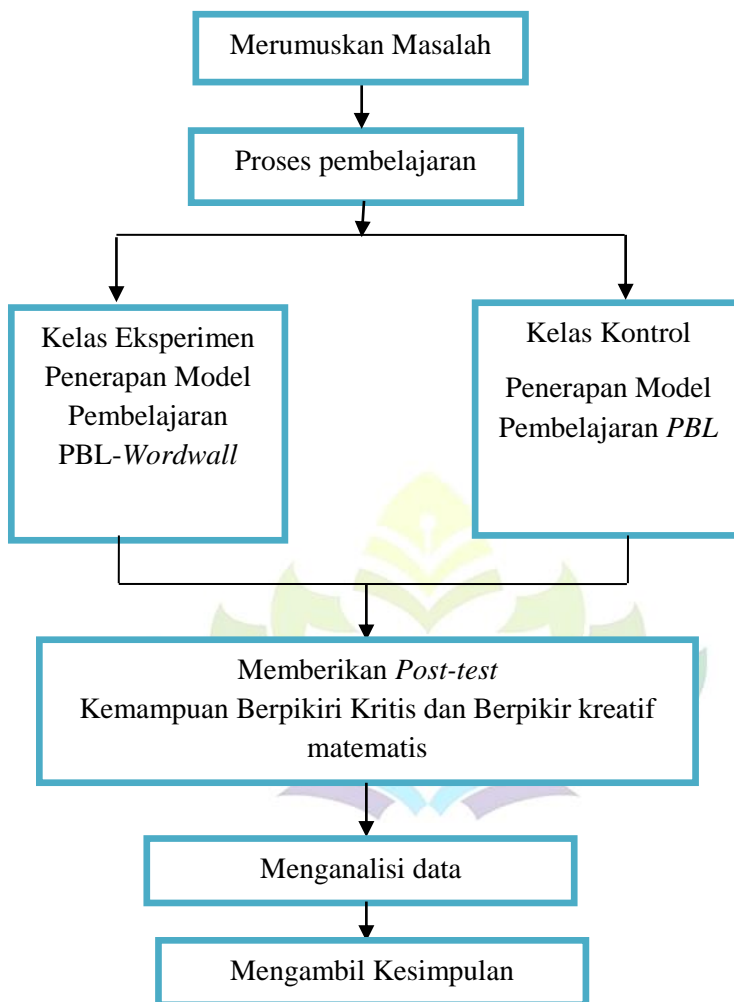 Merumuskan Masalah
Proses pembelajaran
Kelas Eksperimen
Penerapan Model
Pembelajaran
PBL-Wordwall
Kelas Kontrol
Penerapan Model
Pembelajaran PBL
Memberikan Post-test
Kemampuan Berpikiri Kritis dan Berpikir kreatif
matematis
Menganalisi data
Mengambil Kesimpulan